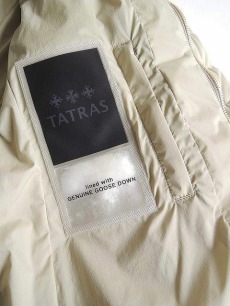 TATRAS
lined with
GENUINE GOOSE DOWN